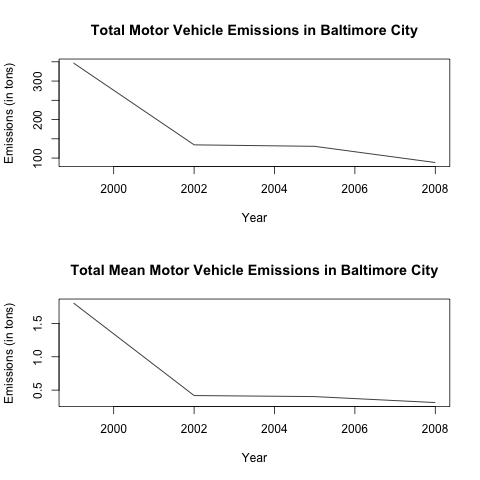 Total Motor Vehicle Emissions in Baltimore City
Emissions (in tons)
300
200
100
2000 2002 2004 2006 2008
Year
Total Mean Motor Vehicle Emissions in Baltimore City
Emissions (in tons)
1.5
1.0
0.5
2000 2002 2004 2006 2008
Year